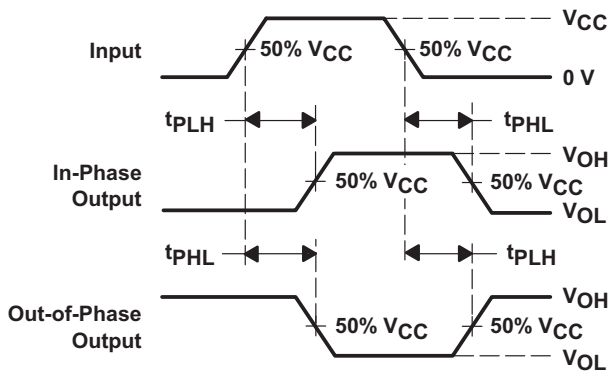 VCC
Input
50% VCC
50% VCC
0 V
tPLH
tPHL
VOH
In-Phase
Output
50% VCC
50% VCC
VOL
tPHL
tPLH
VOH
Out-of-Phase
Output
50% VCC
50% VCC
VOL